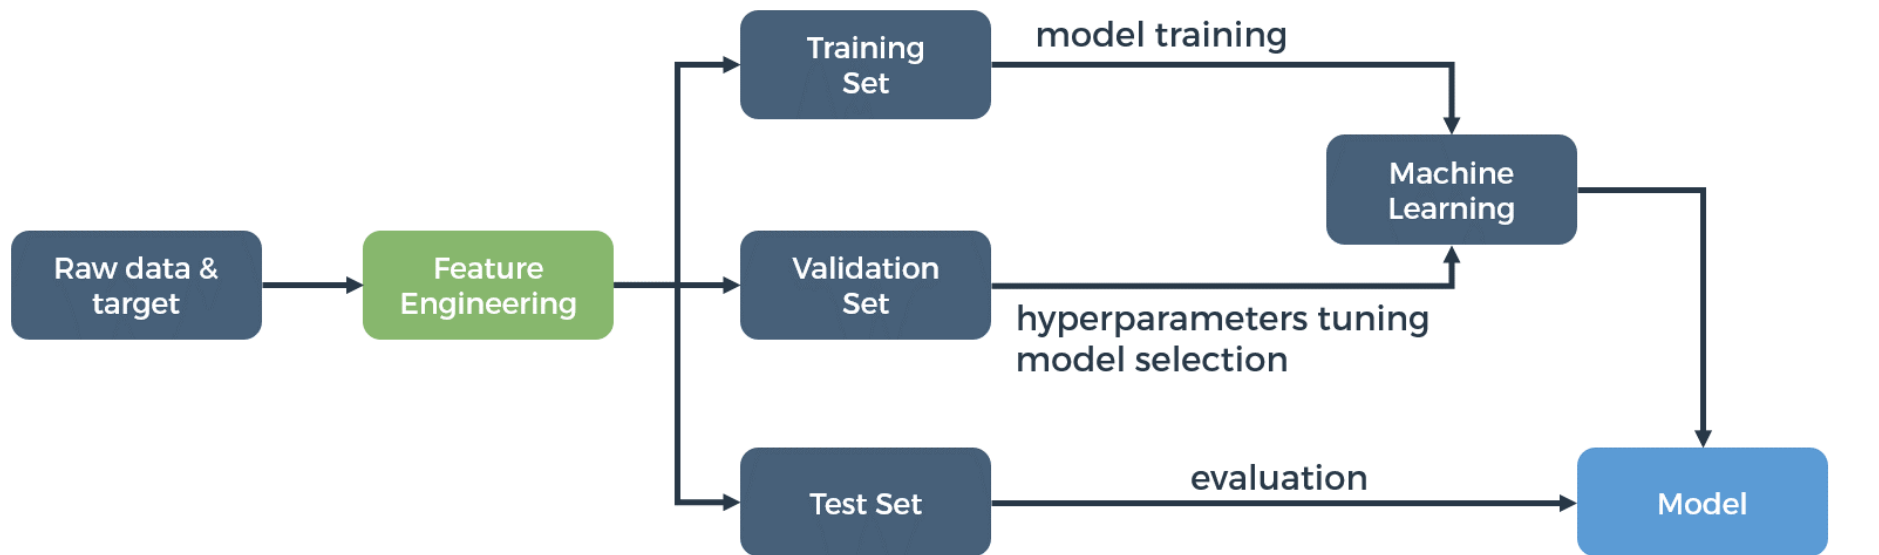 Training
Set
model training
Machine
Learning
Raw data &
target
Feature
Engineering
Validation
Set
hyperparameters tuning
model selection
Test Set
evaluation
Model